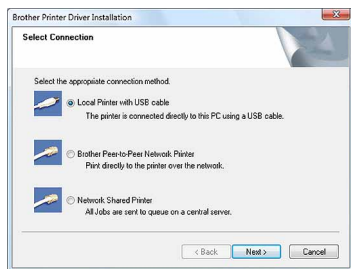 Brother Printer Driver Installation
Select Connection
Select the appropriate connection method.
Local Printer with USB cable
The printer is connected directly to this PC using a USB cable.
Brother Peer-to-Peer Network Printer
Print directly to the printer over the network.
Network Shared Printer
All Jobs are sent to queue on a central server.
< Back Next > Cancel